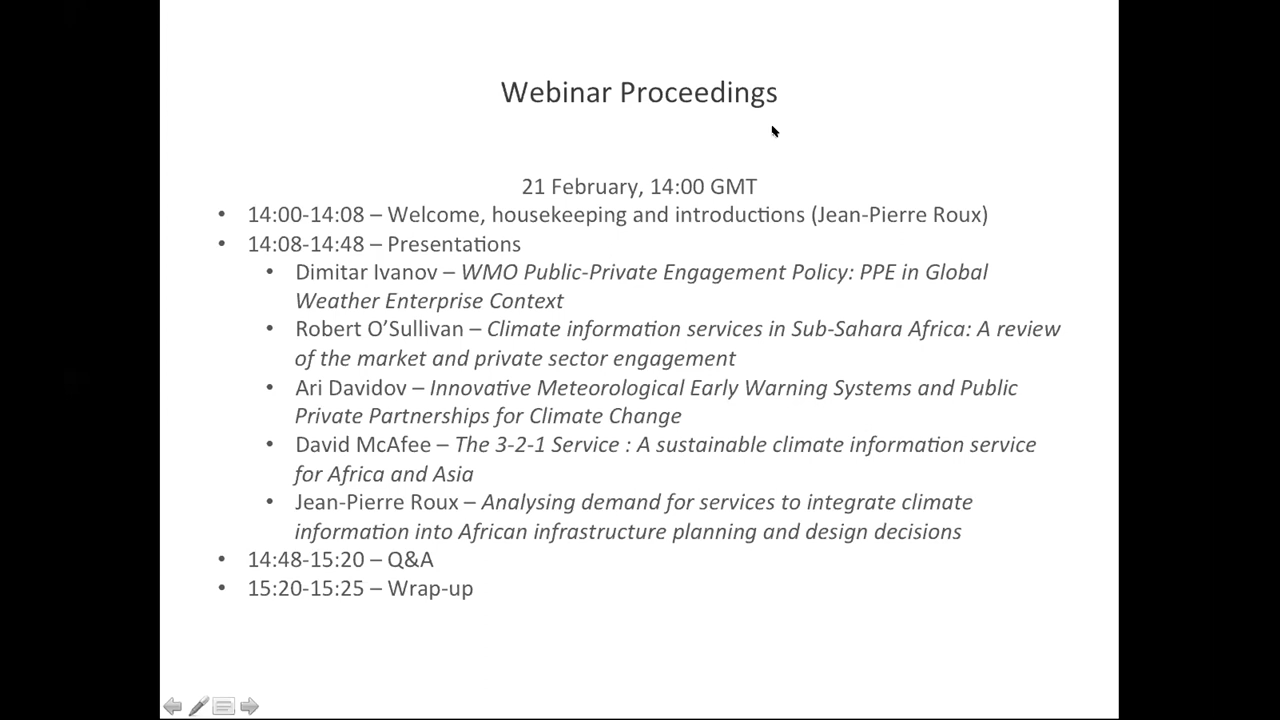 Webinar Proceedings
21 February, 14:00 GMT
• 14:00-14:08 – Welcome, housekeeping and introductions (Jean-Pierre Roux)
• 14:08-14:48 – Presentations
• Dimitar Ivanov – WMO Public-Private Engagement Policy: PPE in Global
Weather Enterprise Context
• Robert O’Sullivan – Climate information services in Sub-Sahara Africa: A review
of the market and private sector engagement
• Ari Davidov – Innovative Meteorological Early Warning Systems and Public
Private Partnerships for Climate Change
• David McAfee – The 3-2-1 Service : A sustainable climate information service
for Africa and Asia
• Jean-Pierre Roux – Analysing demand for services to integrate climate
information into African infrastructure planning and design decisions
• 14:48-15:20 – Q&A
• 15:20-15:25 – Wrap-up